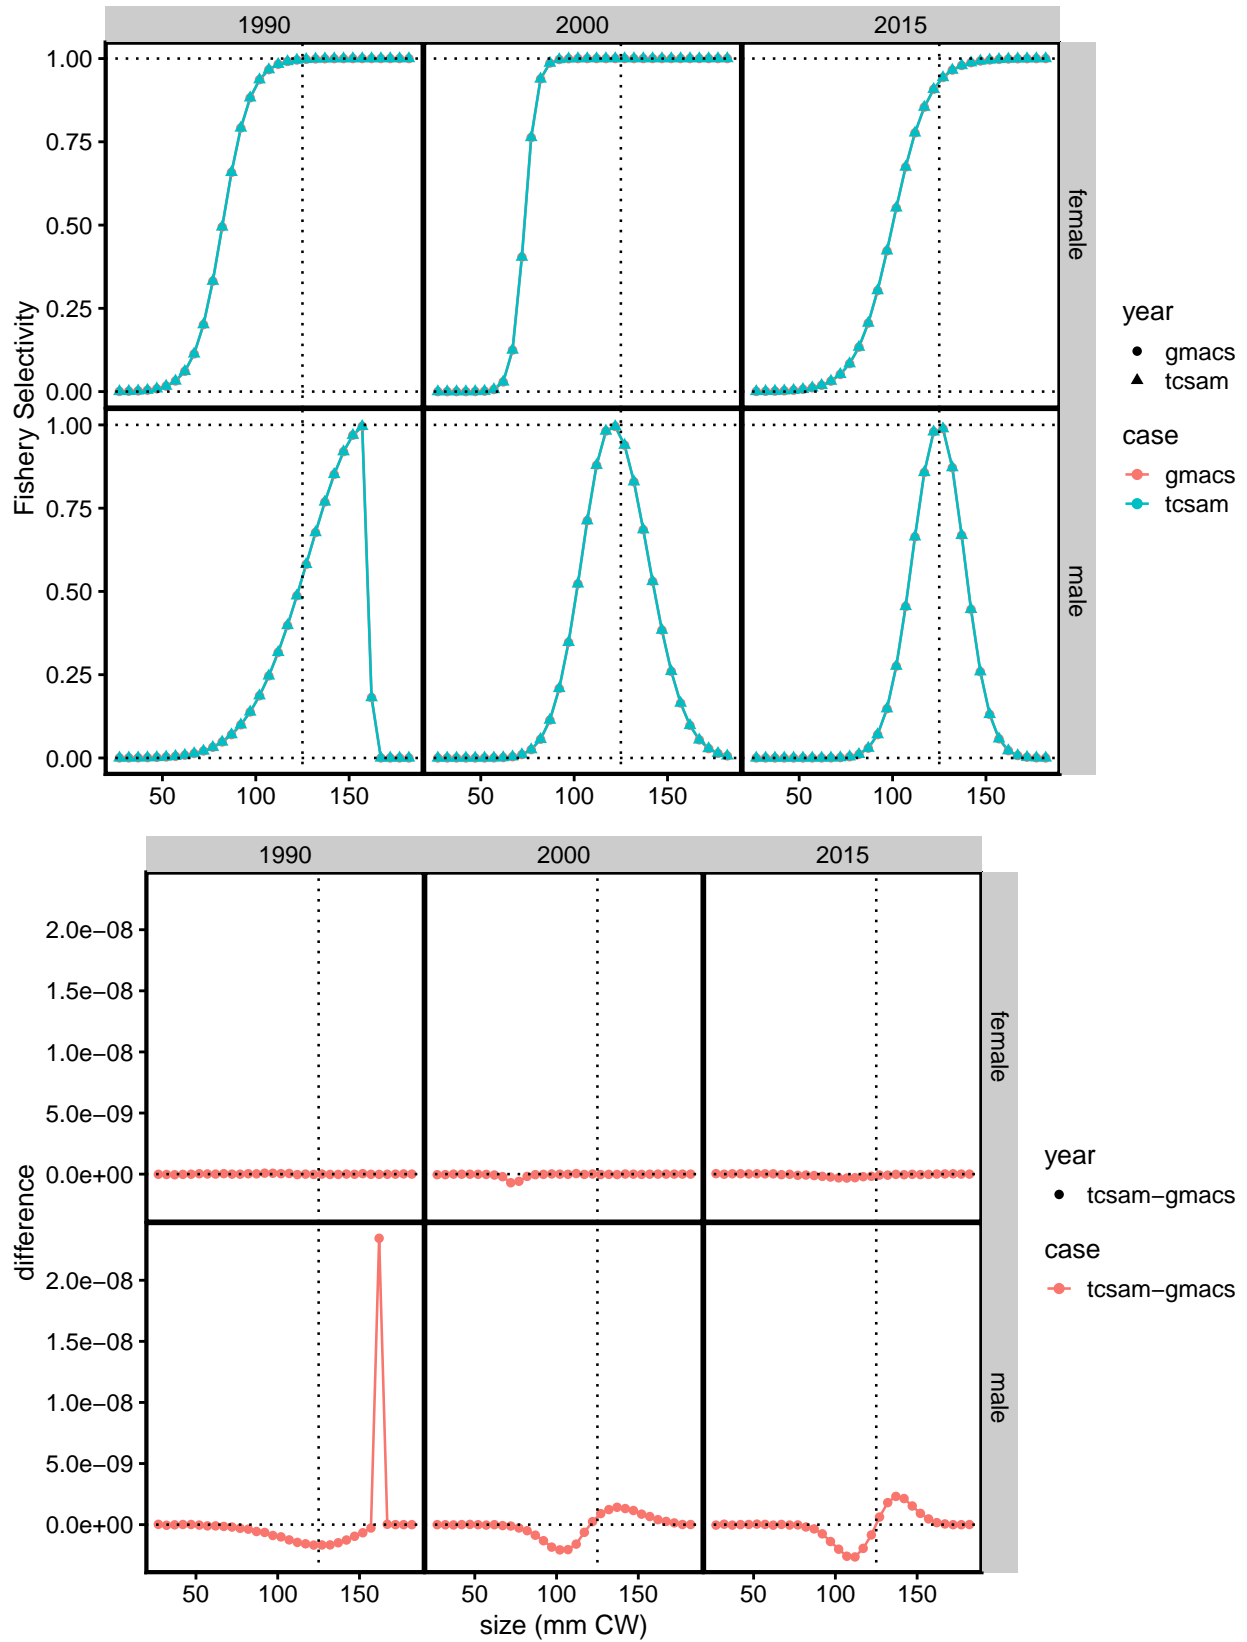 1990 2000 2015
1.00
0.75
0.50
0.25
0.00
female
1.00
0.75
0.50
0.25
0.00
male
Fishery Selectivity
50 100 150 50 100 150 50 100 150
year
gmacs
tcsam
case
gmacs
tcsam
1990 2000 2015
2.0e−08
1.5e−08
1.0e−08
5.0e−09
0.0e+00
female
2.0e−08
1.5e−08
1.0e−08
5.0e−09
0.0e+00
male
difference
50 100 150 50 100 150 50 100 150
size (mm CW)
year
tcsam−gmacs
case
tcsam−gmacs